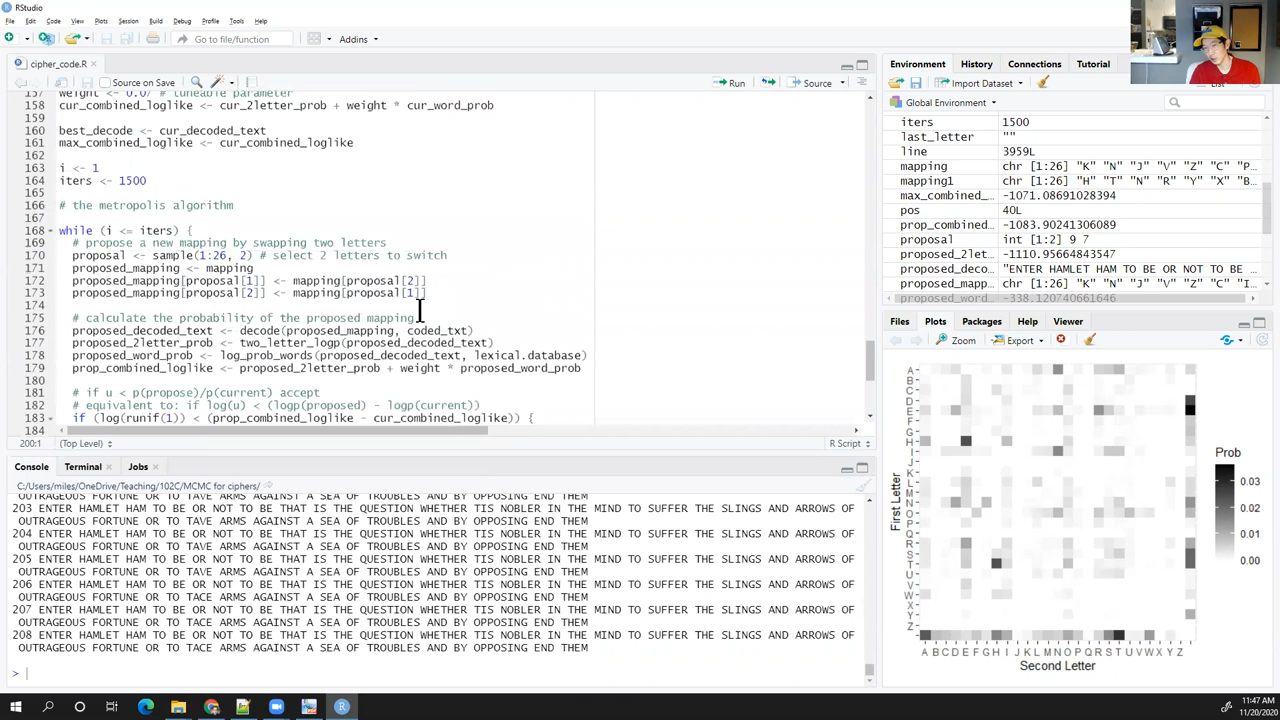 RStudio
File Edit Code View Plots Session Build Debug Profile Tools Help
Go to file/function
Addins
cipher_code.R
Source on Save
Run
Source
158 cur_combined_loglike <- cur_2letter_prob + weight * cur_word_prob
159
160 best_decode <- cur_decoded_text
161 max_combined_loglike <- cur_combined_loglike
162
163 i <- 1
164 iters <- 1500
165
166 # the metropolis algorithm
167
168 while (i <= iters) {
169 # propose a new mapping by swapping two letters
170 proposal <- sample(1:26, 2) # select 2 letters to switch
171 proposed_mapping <- mapping
172 proposed_mapping[proposal[1]] <- mapping[proposal[2]]
173 proposed_mapping[proposal[2]] <- mapping[proposal[1]]
174
175 # calculate the probability of the proposed mapping
176 proposed_decoded_text <- decode(proposed_mapping, coded_txt)
177 proposed_2letter_prob <- two_letter_logp(proposed_decoded_text)
178 proposed_word_prob <- log_prob_words(proposed_decoded_text, lexical.database)
179 prop_combined_loglike <- proposed_2letter_prob + weight * proposed_word_prob
180
181 # if u < p(propose)/p(current) accept
182 # equivalent to: if log(u) < (logp(proposed) - logp(current))
183 if (log(runif(1)) < (prop_combined_loglike - cur_combined_loglike)) {
184
200:1 (Top Level) R Script
Console Terminal Jobs
C:/Users/miles/OneDrive/Teaching/102C/MCMC for ciphers/
OUTRAGEOUS FORTUNE OR TO TAVE ARMS AGAINST A SEA OF TROUBLES AND BY OPPOSING END THEM
203 ENTER HAMLET HAM TO BE OR NOT TO BE THAT IS THE QUESTION WHETHER TIS NOBLER IN THE MIND TO SUFFER THE SLINGS AND ARROWS OF
OUTRAGEOUS FORTUNE OR TO TAVE ARMS AGAINST A SEA OF TROUBLES AND BY OPPOSING END THEM
204 ENTER HAMLET HAM TO BE OR NOT TO BE THAT IS THE QUESTION WHETHER TIS NOBLER IN THE MIND TO SUFFER THE SLINGS AND ARROWS OF
OUTRAGEOUS FORTUNE OR TO TAVE ARMS AGAINST A SEA OF TROUBLES AND BY OPPOSING END THEM
205 ENTER HAMLET HAM TO BE OR NOT TO BE THAT IS THE QUESTION WHETHER TIS NOBLER IN THE MIND TO SUFFER THE SLINGS AND ARROWS OF
OUTRAGEOUS FORTUNE OR TO TAVE ARMS AGAINST A SEA OF TROUBLES AND BY OPPOSING END THEM
206 ENTER HAMLET HAM TO BE OR NOT TO BE THAT IS THE QUESTION WHETHER TIS NOBLER IN THE MIND TO SUFFER THE SLINGS AND ARROWS OF
OUTRAGEOUS FORTUNE OR TO TACE ARMS AGAINST A SEA OF TROUBLES AND BY OPPOSING END THEM
207 ENTER HAMLET HAM TO BE OR NOT TO BE THAT IS THE QUESTION WHETHER TIS NOBLER IN THE MIND TO SUFFER THE SLINGS AND ARROWS OF
OUTRAGEOUS FORTUNE OR TO TACE ARMS AGAINST A SEA OF TROUBLES AND BY OPPOSING END THEM
208 ENTER HAMLET HAM TO BE OR NOT TO BE THAT IS THE QUESTION WHETHER TIS NOBLER IN THE MIND TO SUFFER THE SLINGS AND ARROWS OF
OUTRAGEOUS FORTUNE OR TO TACE ARMS AGAINST A SEA OF TROUBLES AND BY OPPOSING END THEM
>
Environment History Connections Tutorial
Import Dataset
Global Environment
iters 1500
last_letter ""
line 3959L
mapping chr [1:26] "K" "N" "J" "V" "Z" "C" "P…
mapping1 chr [1:26] "H" "T" "N" "R" "Y" "X" "B…
max_combined_… -1071.08691028394
pos 40L
prop_combined… -1083.90241306089
proposal int [1:2] 9 7
proposed_2let… -1110.95664843547
proposed_deco… "ENTER HAMLET HAM TO BE OR NOT TO BE …
proposed_mapp… chr [1:26] "K" "N" "J" "V" "Z" "C" "I…
proposed_word… -338.120740661646
Files Plots Packages Help Viewer
Zoom Export
First Letter
A
B
C
D
E
F
G
H
I
J
K
L
M
N
O
P
Q
R
S
T
U
V
W
X
Y
Z
A B C D E F G H I J K L M N O P Q R S T U V W X Y Z
Second Letter
Prob
0.03
0.02
0.01
0.00
11:47 AM
11/20/2020